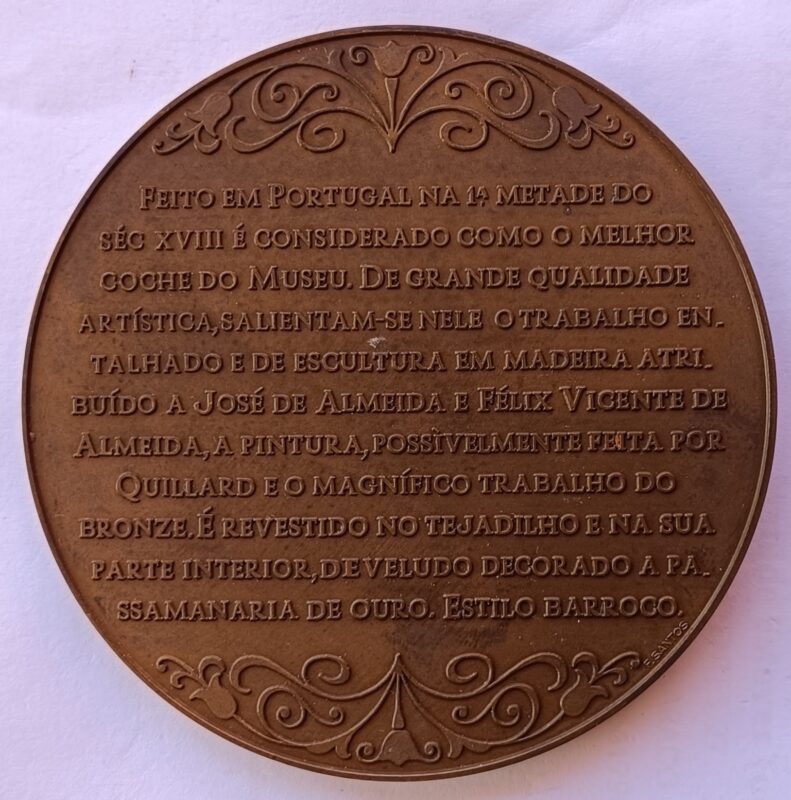 FEITO EM PORTUGAL NA 1ª METADE DO
SÉC XVIII É CONSIDERADO COMO O MELHOR
COCHE DO MUSEU. DE GRANDE QUALIDADE
ARTÍSTICA, SALIENTAM-SE NELE O TRABALHO EN-
TALHADO E DE ESCULTURA EM MADEIRA ATRI-
BUÍDO A JOSÉ DE ALMEIDA E FÉLIX VICENTE DE
ALMEIDA, A PINTURA, POSSÌVELMENTE FEITA POR
QUILLARD E O MAGNÍFICO TRABALHO DO
BRONZE. É REVESTIDO NO TEJADILHO E NA SUA
PARTE INTERIOR, DE VELUDO DECORADO A PA-
SSAMANARIA DE OURO. ESTILO BARROCO.
E. SANTOS